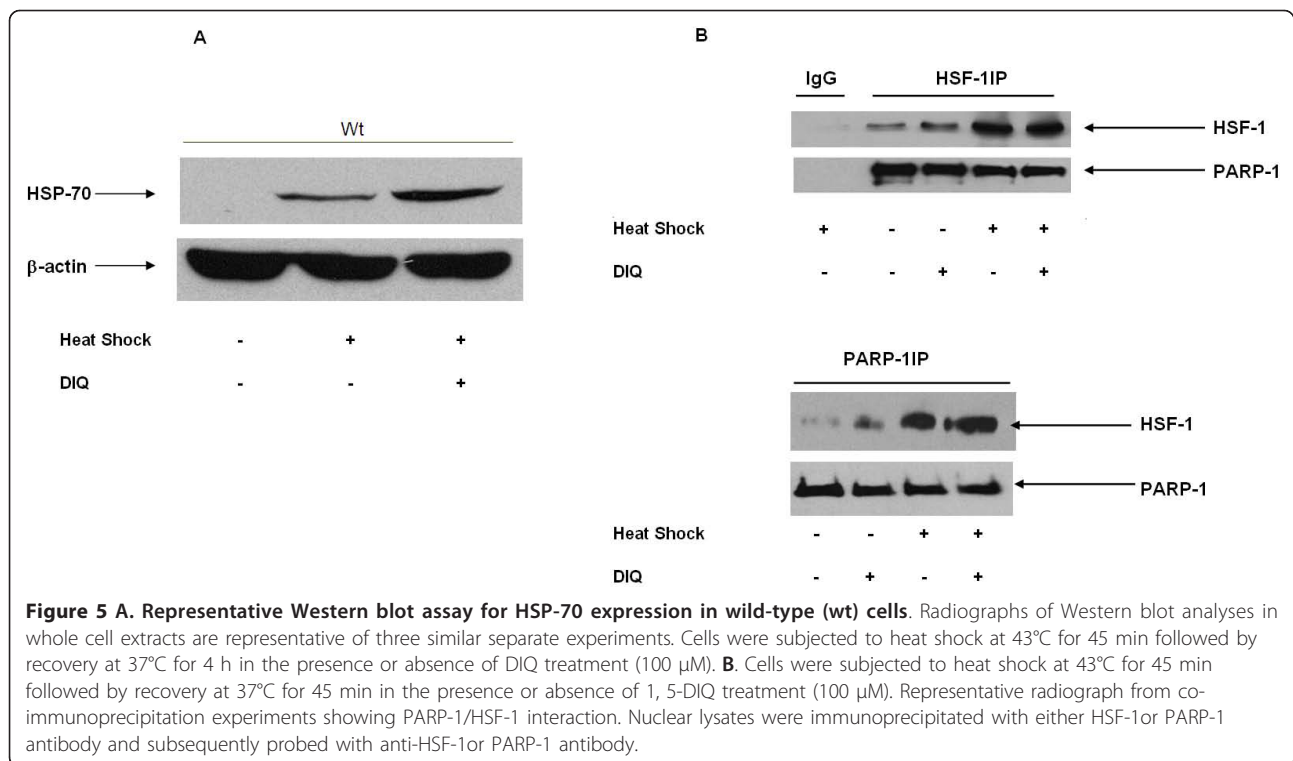 A
Wt
HSP-70
β-actin
Heat Shock - + +
DIQ - - +
B
IgG HSF-1IP
HSF-1
PARP-1
Heat Shock + - - + +
DIQ - - + - +
PARP-1IP
HSF-1
PARP-1
Heat Shock - - + +
DIQ - + - +
Figure 5 A. Representative Western blot assay for HSP-70 expression in wild-type (wt) cells. Radiographs of Western blot analyses in
whole cell extracts are representative of three similar separate experiments. Cells were subjected to heat shock at 43°C for 45 min followed by
recovery at 37°C for 4 h in the presence or absence of DIQ treatment (100 μM). B. Cells were subjected to heat shock at 43°C for 45 min
followed by recovery at 37°C for 45 min in the presence or absence of 1, 5-DIQ treatment (100 μM). Representative radiograph from co-
immunoprecipitation experiments showing PARP-1/HSF-1 interaction. Nuclear lysates were immunoprecipitated with either HSF-1or PARP-1
antibody and subsequently probed with anti-HSF-1or PARP-1 antibody.